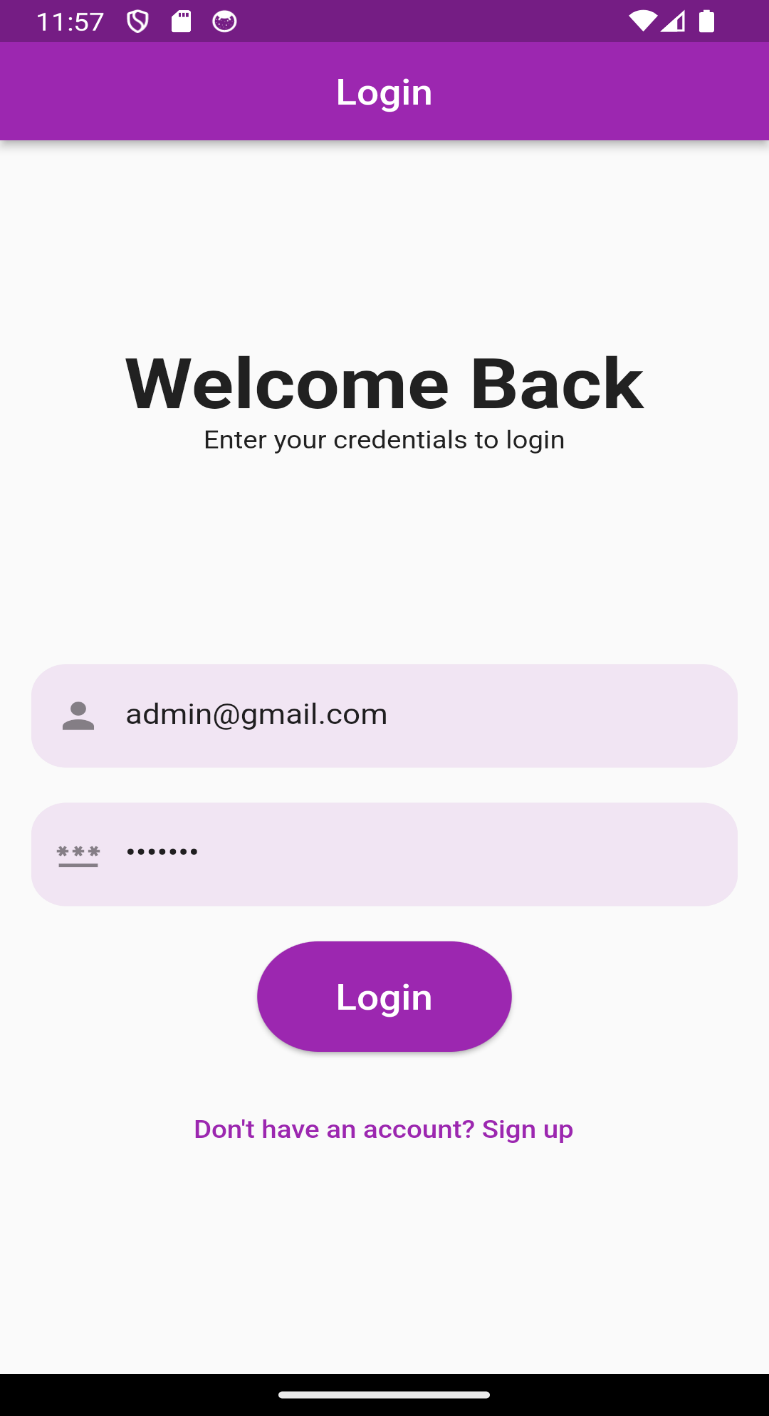 11:57
Login
Welcome Back
Enter your credentials to login
admin@gmail.com
•••••••
Login
Don't have an account? Sign up